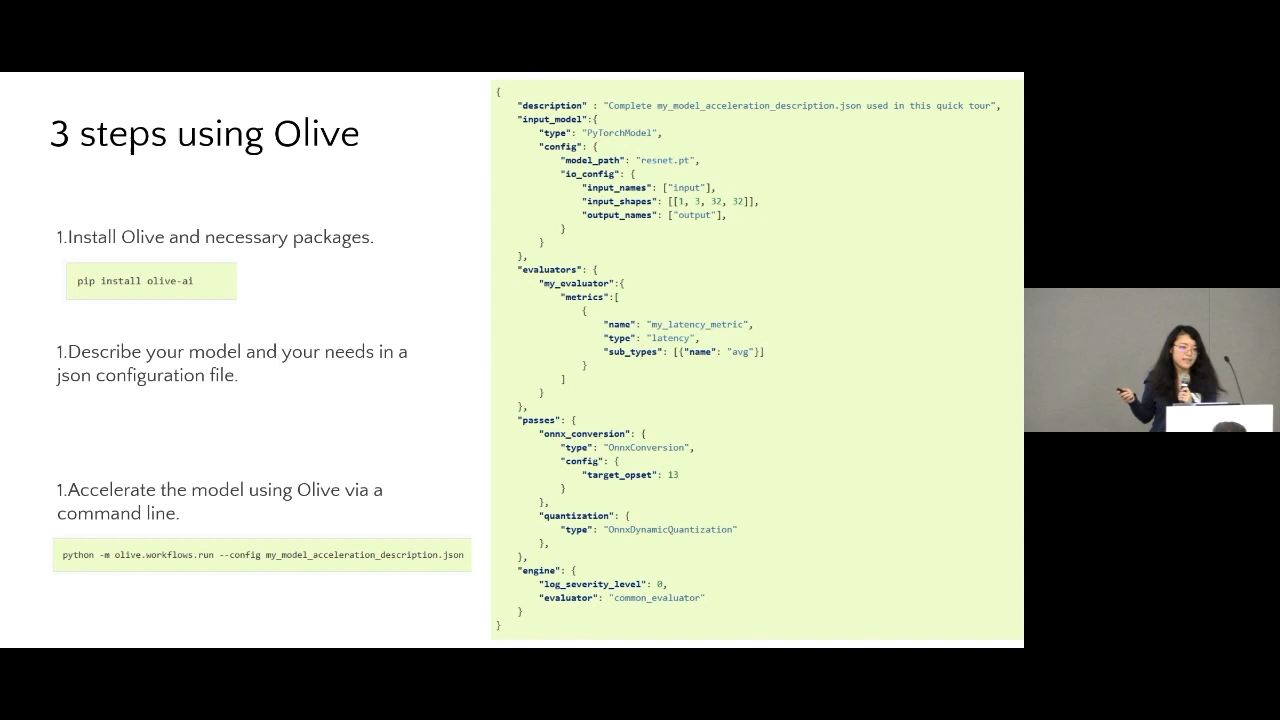 3 steps using Olive
1.Install Olive and necessary packages.
pip install olive-ai
1.Describe your model and your needs in a
json configuration file.
1.Accelerate the model using Olive via a
command line.
python -m olive.workflows.run --config my_model_acceleration_description.json
{
"description" : "Complete my_model_acceleration_description.json used in this quick tour",
"input_model":{
"type": "PyTorchModel",
"config": {
"model_path": "resnet.pt",
"io_config": {
"input_names": ["input"],
"input_shapes": [[1, 3, 32, 32]],
"output_names": ["output"],
}
}
},
"evaluators": {
"my_evaluator":{
"metrics":[
{
"name": "my_latency_metric",
"type": "latency",
"sub_types": [{"name": "avg"}]
}
]
}
},
"passes": {
"onnx_conversion": {
"type": "OnnxConversion",
"config": {
"target_opset": 13
}
},
"quantization": {
"type": "OnnxDynamicQuantization"
},
},
"engine": {
"log_severity_level": 0,
"evaluator": "common_evaluator"
}
}